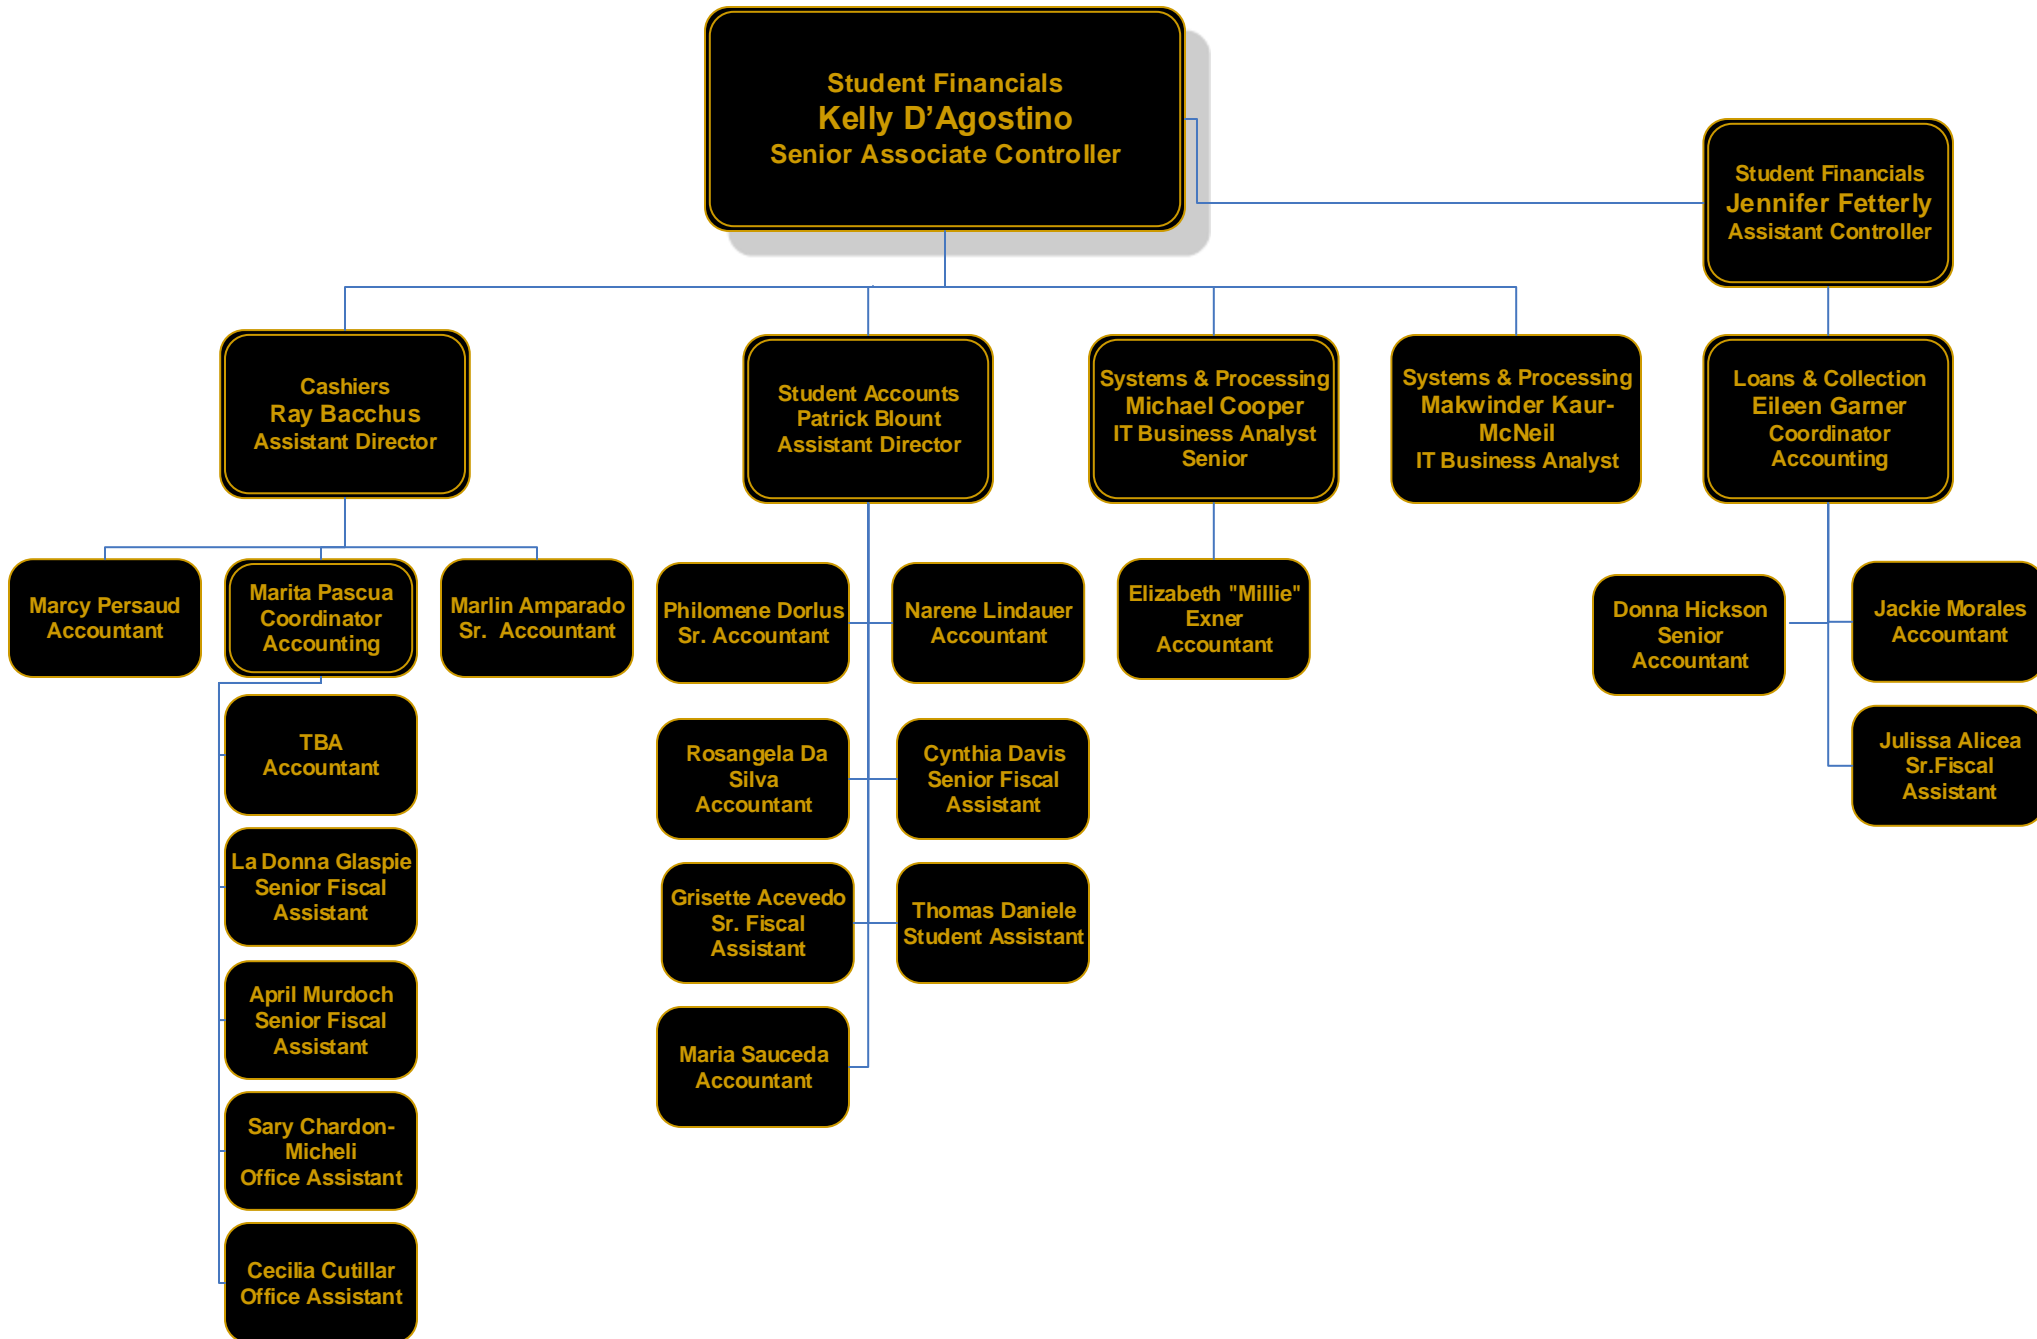 Student Financials
Kelly D’Agostino
Senior Associate Controller
Student Financials
Jennifer Fetterly
Assistant Controller
Cashiers
Ray Bacchus
Assistant Director
Student Accounts
Patrick Blount
Assistant Director
Systems & Processing
Michael Cooper
IT Business Analyst
Senior
Systems & Processing
Makwinder Kaur-
McNeil
IT Business Analyst
Loans & Collection
Eileen Garner
Coordinator
Accounting
Marcy Persaud
Accountant
Marita Pascua
Coordinator
Accounting
Marlin Amparado
Sr. Accountant
Philomene Dorlus
Sr. Accountant
Narene Lindauer
Accountant
Elizabeth "Millie"
Exner
Accountant
Donna Hickson
Senior
Accountant
Jackie Morales
Accountant
TBA
Accountant
Rosangela Da
Silva
Accountant
Cynthia Davis
Senior Fiscal
Assistant
Julissa Alicea
Sr.Fiscal
Assistant
La Donna Glaspie
Senior Fiscal
Assistant
Grisette Acevedo
Sr. Fiscal
Assistant
Thomas Daniele
Student Assistant
April Murdoch
Senior Fiscal
Assistant
Maria Sauceda
Accountant
Sary Chardon-
Micheli
Office Assistant
Cecilia Cutillar
Office Assistant